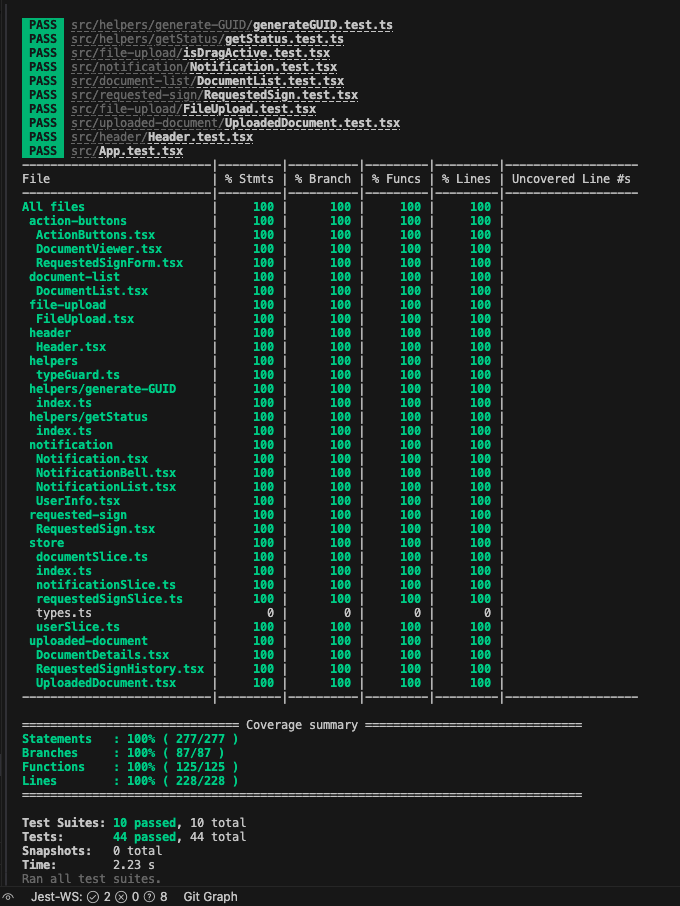 PASS src/helpers/generate-GUID/generateGUID.test.ts
PASS src/helpers/getStatus/getStatus.test.ts
PASS src/file-upload/isDragActive.test.tsx
PASS src/notification/Notification.test.tsx
PASS src/document-list/DocumentList.test.tsx
PASS src/requested-sign/RequestedSign.test.tsx
PASS src/file-upload/FileUpload.test.tsx
PASS src/uploaded-document/UploadedDocument.test.tsx
PASS src/header/Header.test.tsx
PASS src/App.test.tsx
File | % Stmts | % Branch | % Funcs | % Lines | Uncovered Line #s
All files | 100 | 100 | 100 | 100 |
action-buttons | 100 | 100 | 100 | 100 |
ActionButtons.tsx | 100 | 100 | 100 | 100 |
DocumentViewer.tsx | 100 | 100 | 100 | 100 |
RequestedSignForm.tsx | 100 | 100 | 100 | 100 |
document-list | 100 | 100 | 100 | 100 |
DocumentList.tsx | 100 | 100 | 100 | 100 |
file-upload | 100 | 100 | 100 | 100 |
FileUpload.tsx | 100 | 100 | 100 | 100 |
header | 100 | 100 | 100 | 100 |
Header.tsx | 100 | 100 | 100 | 100 |
helpers | 100 | 100 | 100 | 100 |
typeGuard.ts | 100 | 100 | 100 | 100 |
helpers/generate-GUID | 100 | 100 | 100 | 100 |
index.ts | 100 | 100 | 100 | 100 |
helpers/getStatus | 100 | 100 | 100 | 100 |
index.ts | 100 | 100 | 100 | 100 |
notification | 100 | 100 | 100 | 100 |
Notification.tsx | 100 | 100 | 100 | 100 |
NotificationBell.tsx | 100 | 100 | 100 | 100 |
NotificationList.tsx | 100 | 100 | 100 | 100 |
UserInfo.tsx | 100 | 100 | 100 | 100 |
requested-sign | 100 | 100 | 100 | 100 |
RequestedSign.tsx | 100 | 100 | 100 | 100 |
store | 100 | 100 | 100 | 100 |
documentSlice.ts | 100 | 100 | 100 | 100 |
index.ts | 100 | 100 | 100 | 100 |
notificationSlice.ts | 100 | 100 | 100 | 100 |
requestedSignSlice.ts | 100 | 100 | 100 | 100 |
types.ts | 0 | 0 | 0 | 0 |
userSlice.ts | 100 | 100 | 100 | 100 |
uploaded-document | 100 | 100 | 100 | 100 |
DocumentDetails.tsx | 100 | 100 | 100 | 100 |
RequestedSignHistory.tsx | 100 | 100 | 100 | 100 |
UploadedDocument.tsx | 100 | 100 | 100 | 100 |
=============================== Coverage summary ===============================
Statements : 100% ( 277/277 )
Branches : 100% ( 87/87 )
Functions : 100% ( 125/125 )
Lines : 100% ( 228/228 )
================================================================================
Test Suites: 10 passed, 10 total
Tests: 44 passed, 44 total
Snapshots: 0 total
Time: 2.23 s
Ran all test suites.
Jest-WS: 2 0 8 Git Graph